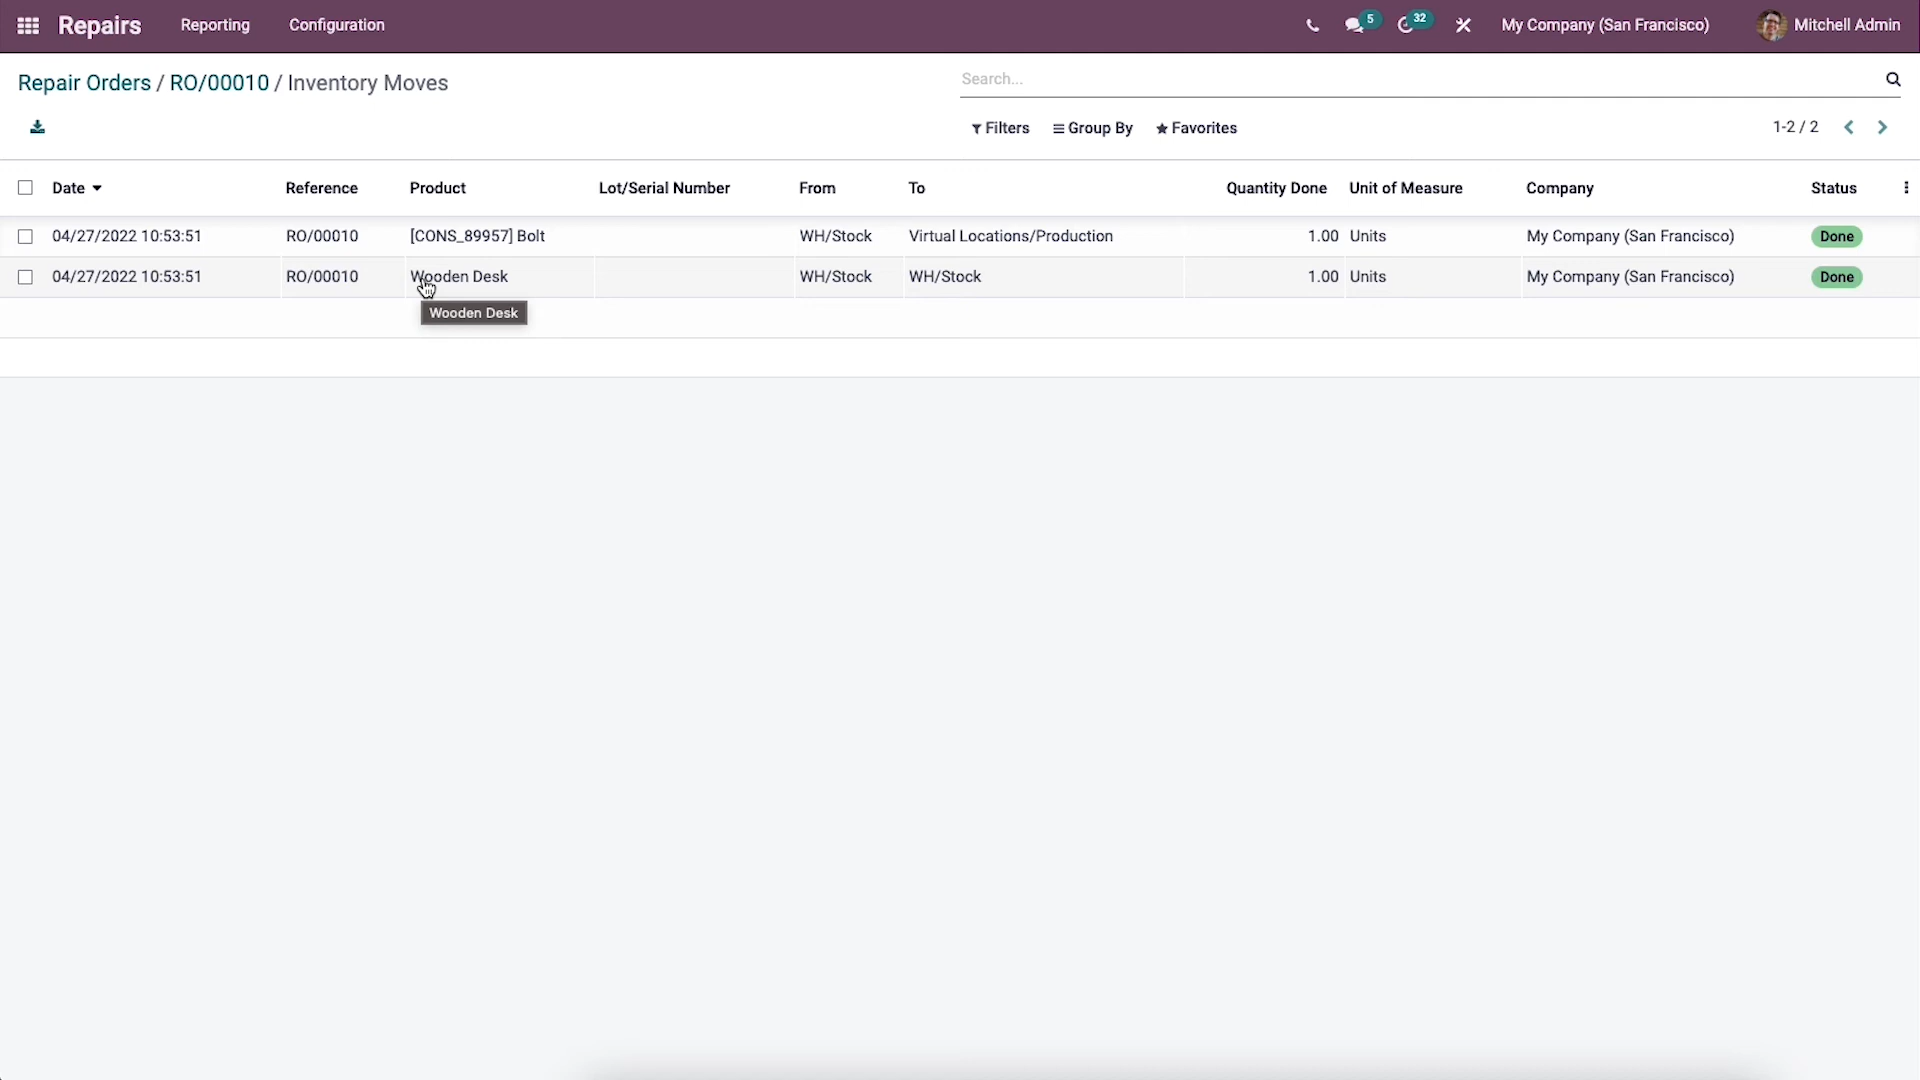 Repairs Reporting Configuration 5 32 My Company (San Francisco) Mitchell Admin
Repair Orders / RO/00010 / Inventory Moves
Search...
Filters Group By Favorites 1-2 / 2
Date Reference Product Lot/Serial Number From To Quantity Done Unit of Measure Company Status
04/27/2022 10:53:51 RO/00010 [CONS_89957] Bolt WH/Stock Virtual Locations/Production 1.00 Units My Company (San Francisco) Done
04/27/2022 10:53:51 RO/00010 Wooden Desk WH/Stock WH/Stock 1.00 Units My Company (San Francisco) Done
Wooden Desk